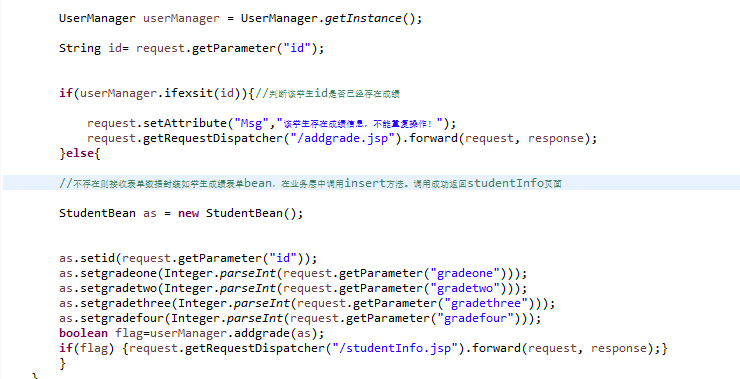 UserManager userManager = UserManager.getInstance();
String id= request.getParameter("id");
if(userManager.ifexsit(id)){//判断该学生id是否已经存在成绩
request.setAttribute("Msg","该学生存在成绩信息，不能重复操作！");
request.getRequestDispatcher("/addgrade.jsp").forward(request, response);
}else{
//不存在则接收表单数据封装如学生成绩表单bean，在业务层中调用insert方法。调用成功返回studentInfo页面
StudentBean as = new StudentBean();
as.setid(request.getParameter("id"));
as.setgradeone(Integer.parseInt(request.getParameter("gradeone")));
as.setgradetwo(Integer.parseInt(request.getParameter("gradetwo")));
as.setgradethree(Integer.parseInt(request.getParameter("gradethree")));
as.setgradefour(Integer.parseInt(request.getParameter("gradefour")));
boolean flag=userManager.addgrade(as);
if(flag) {request.getRequestDispatcher("/studentInfo.jsp").forward(request, response);}
}
}